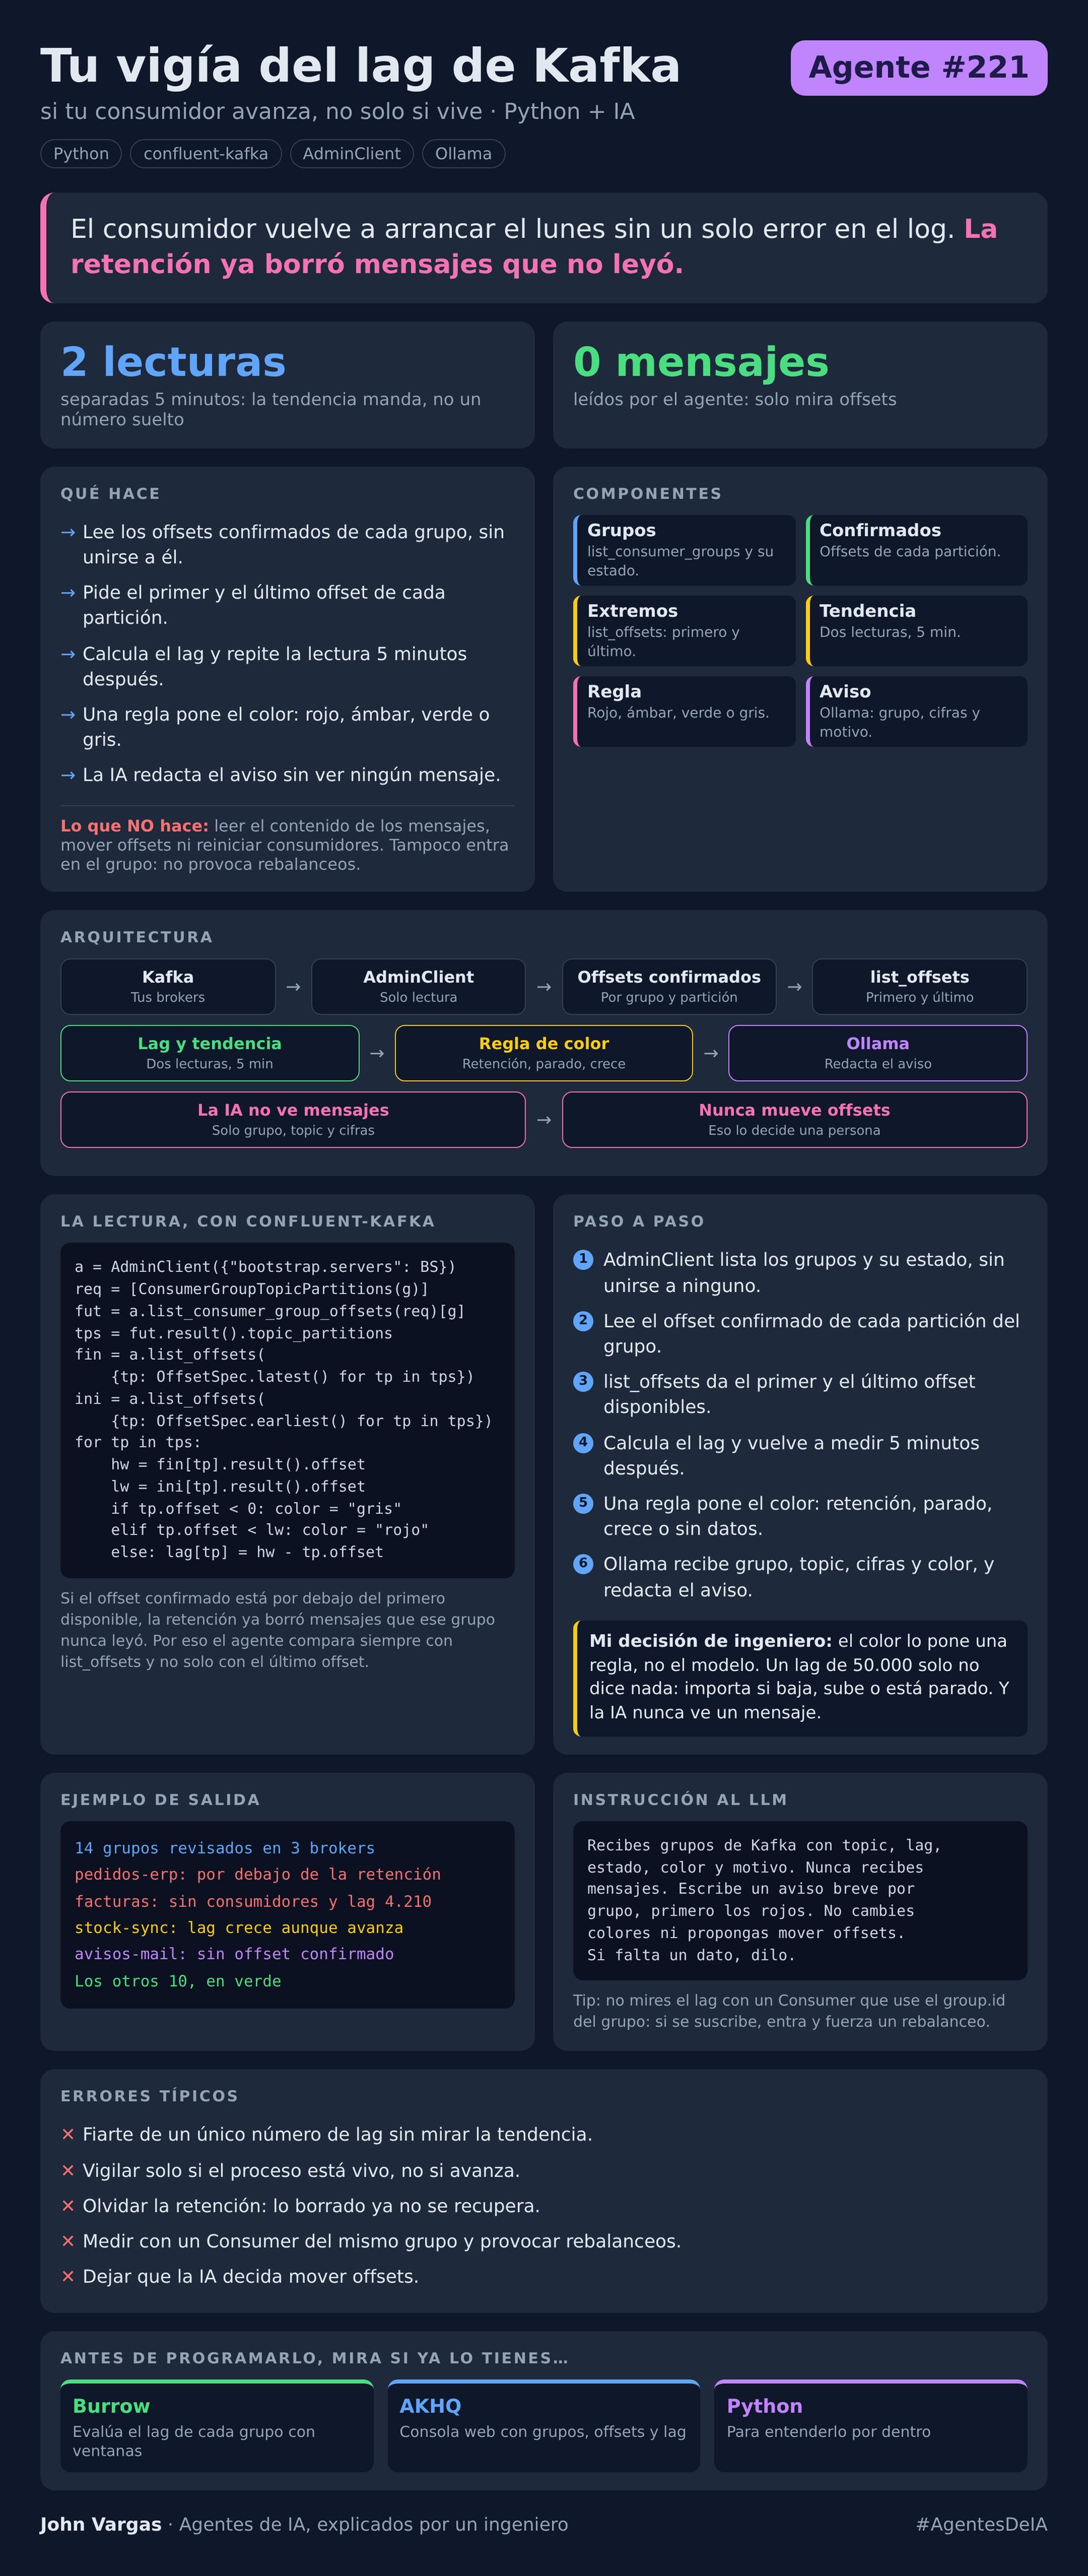 Tu vigía del lag de Kafka
Agente #221
si tu consumidor avanza, no solo si vive · Python + IA
Python
confluent-kafka
AdminClient
Ollama
El consumidor vuelve a arrancar el lunes sin un solo error en el log. La
retención ya borró mensajes que no leyó.
2 lecturas
separadas 5 minutos: la tendencia manda, no un
número suelto
0 mensajes
leídos por el agente: solo mira offsets
QUÉ HACE
→ Lee los offsets confirmados de cada grupo, sin
unirse a él.
→ Pide el primer y el último offset de cada
partición.
→ Calcula el lag y repite la lectura 5 minutos
después.
→ Una regla pone el color: rojo, ámbar, verde o
gris.
→ La IA redacta el aviso sin ver ningún mensaje.
Lo que NO hace: leer el contenido de los mensajes,
mover offsets ni reiniciar consumidores. Tampoco entra
en el grupo: no provoca rebalanceos.
COMPONENTES
Grupos
list_consumer_groups y su
estado.
Confirmados
Offsets de cada partición.
Extremos
list_offsets: primero y
último.
Tendencia
Dos lecturas, 5 min.
Regla
Rojo, ámbar, verde o gris.
Aviso
Ollama: grupo, cifras y
motivo.
ARQUITECTURA
Kafka
Tus brokers
→
AdminClient
Solo lectura
→
Offsets confirmados
Por grupo y partición
→
list_offsets
Primero y último
Lag y tendencia
Dos lecturas, 5 min
→
Regla de color
Retención, parado, crece
→
Ollama
Redacta el aviso
La IA no ve mensajes
Solo grupo, topic y cifras
→
Nunca mueve offsets
Eso lo decide una persona
LA LECTURA, CON CONFLUENT-KAFKA
a = AdminClient({"bootstrap.servers": BS})
req = [ConsumerGroupTopicPartitions(g)]
fut = a.list_consumer_group_offsets(req)[g]
tps = fut.result().topic_partitions
fin = a.list_offsets(
    {tp: OffsetSpec.latest() for tp in tps})
ini = a.list_offsets(
    {tp: OffsetSpec.earliest() for tp in tps})
for tp in tps:
    hw = fin[tp].result().offset
    lw = ini[tp].result().offset
    if tp.offset < 0: color = "gris"
    elif tp.offset < lw: color = "rojo"
    else: lag[tp] = hw - tp.offset
Si el offset confirmado está por debajo del primero
disponible, la retención ya borró mensajes que ese grupo
nunca leyó. Por eso el agente compara siempre con
list_offsets y no solo con el último offset.
PASO A PASO
1 AdminClient lista los grupos y su estado, sin
unirse a ninguno.
2 Lee el offset confirmado de cada partición del
grupo.
3 list_offsets da el primer y el último offset
disponibles.
4 Calcula el lag y vuelve a medir 5 minutos
después.
5 Una regla pone el color: retención, parado,
crece o sin datos.
6 Ollama recibe grupo, topic, cifras y color, y
redacta el aviso.
Mi decisión de ingeniero: el color lo pone una
regla, no el modelo. Un lag de 50.000 solo no
dice nada: importa si baja, sube o está parado. Y
la IA nunca ve un mensaje.
EJEMPLO DE SALIDA
14 grupos revisados en 3 brokers
pedidos-erp: por debajo de la retención
facturas: sin consumidores y lag 4.210
stock-sync: lag crece aunque avanza
avisos-mail: sin offset confirmado
Los otros 10, en verde
INSTRUCCIÓN AL LLM
Recibes grupos de Kafka con topic, lag,
estado, color y motivo. Nunca recibes
mensajes. Escribe un aviso breve por
grupo, primero los rojos. No cambies
colores ni propongas mover offsets.
Si falta un dato, dilo.
Tip: no mires el lag con un Consumer que use el group.id
del grupo: si se suscribe, entra y fuerza un rebalanceo.
ERRORES TÍPICOS
✕ Fiarte de un único número de lag sin mirar la tendencia.
✕ Vigilar solo si el proceso está vivo, no si avanza.
✕ Olvidar la retención: lo borrado ya no se recupera.
✕ Medir con un Consumer del mismo grupo y provocar rebalanceos.
✕ Dejar que la IA decida mover offsets.
ANTES DE PROGRAMARLO, MIRA SI YA LO TIENES…
Burrow
Evalúa el lag de cada grupo con
ventanas
AKHQ
Consola web con grupos, offsets y lag
Python
Para entenderlo por dentro
John Vargas · Agentes de IA, explicados por un ingeniero
#AgentesDeIA